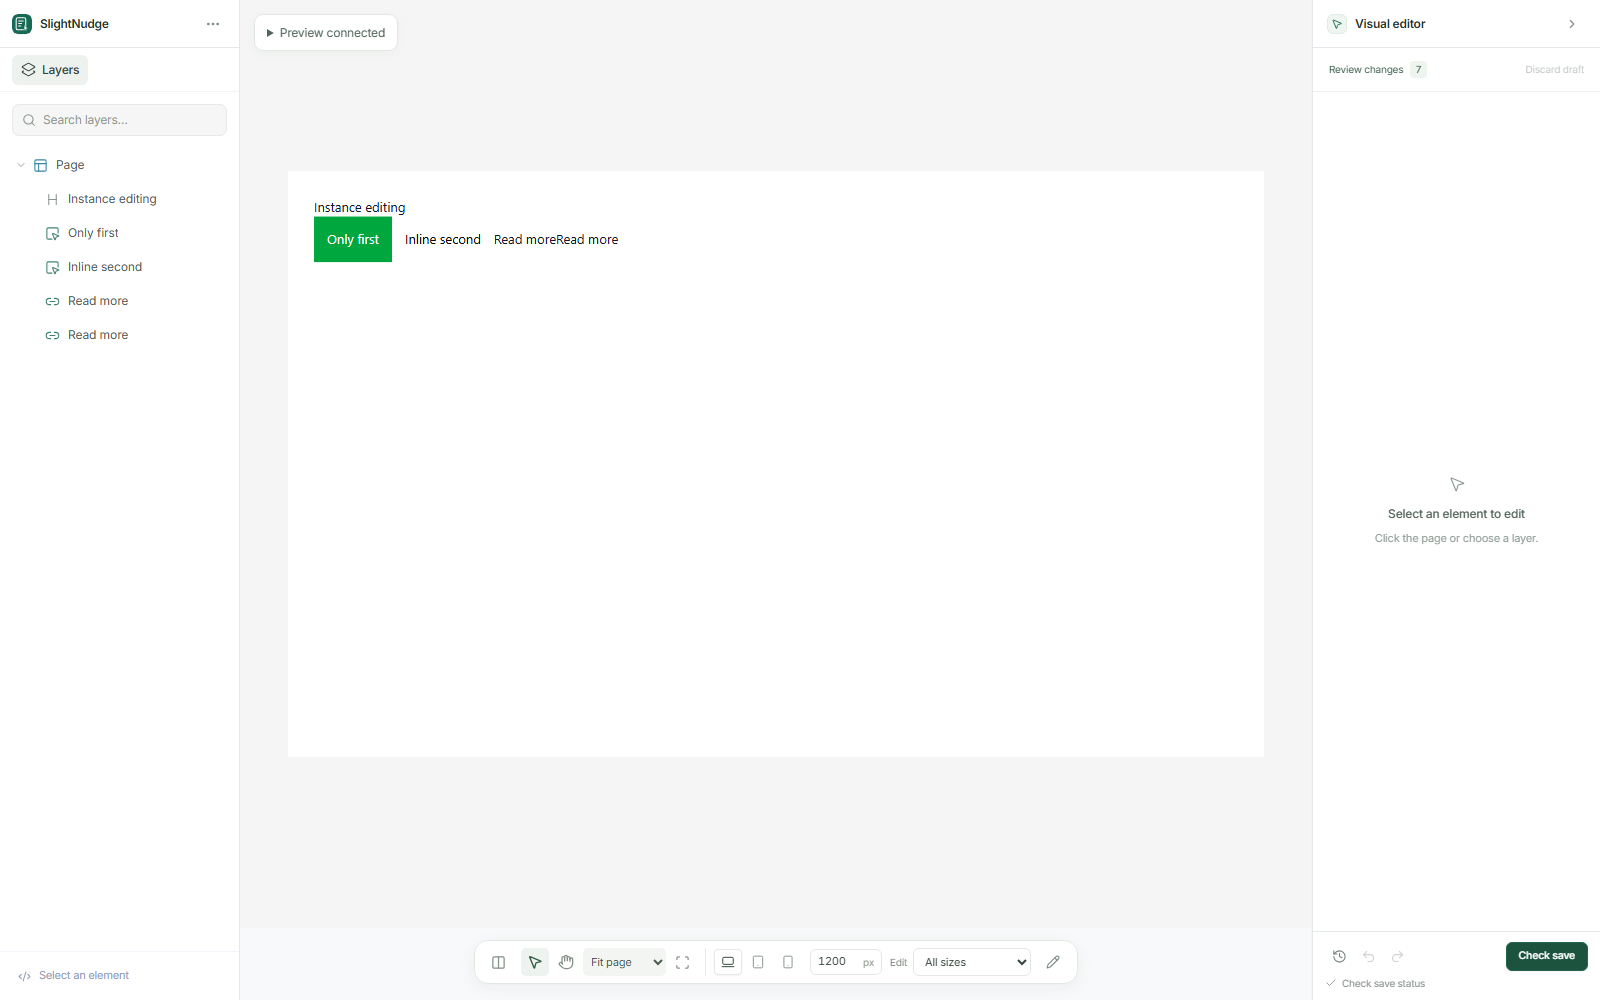 SlightNudge
Layers
Search layers...
Page
Instance editing
Only first
Inline second
Read more
Read more
Select an element
Preview connected
Instance editing
Only first Inline second Read moreRead more
Fit page 1200 px Edit All sizes
Visual editor
Review changes 7 Discard draft
Select an element to edit
Click the page or choose a layer.
Check save
Check save status